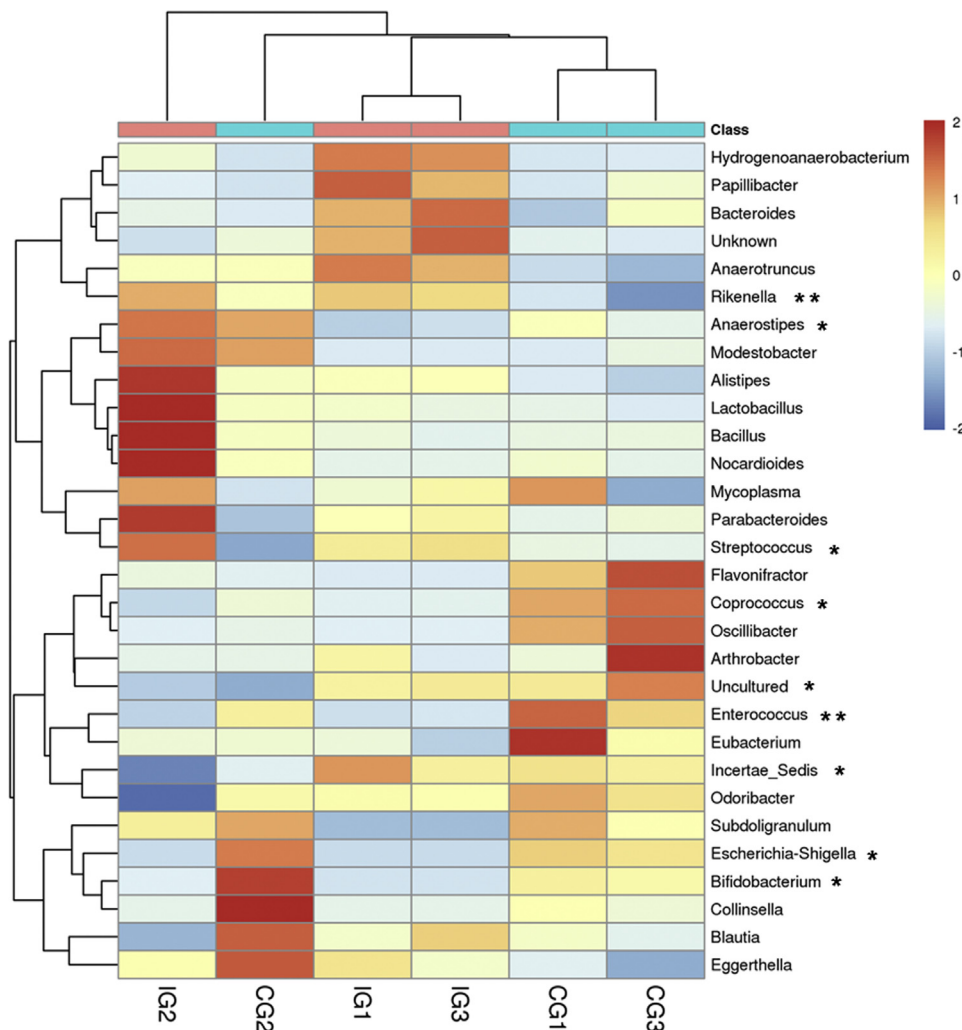 Class
Hydrogenoanaerobacterium
Papillibacter
Bacteroides
Unknown
Anaerotruncus
Rikenella **
Anaerostipes *
Modestobacter
Alistipes
Lactobacillus
Bacillus
Nocardioides
Mycoplasma
Parabacteroides
Streptococcus *
Flavonifractor
Coprococcus *
Oscillibacter
Arthrobacter
Uncultured *
Enterococcus **
Eubacterium
Incertae_Sedis *
Odoribacter
Subdoligranulum
Escherichia-Shigella *
Bifidobacterium *
Collinsella
Blautia
Eggerthella
IG2 CG2 IG1 IG3 CG1 CG3
2
1
0
-1
-2